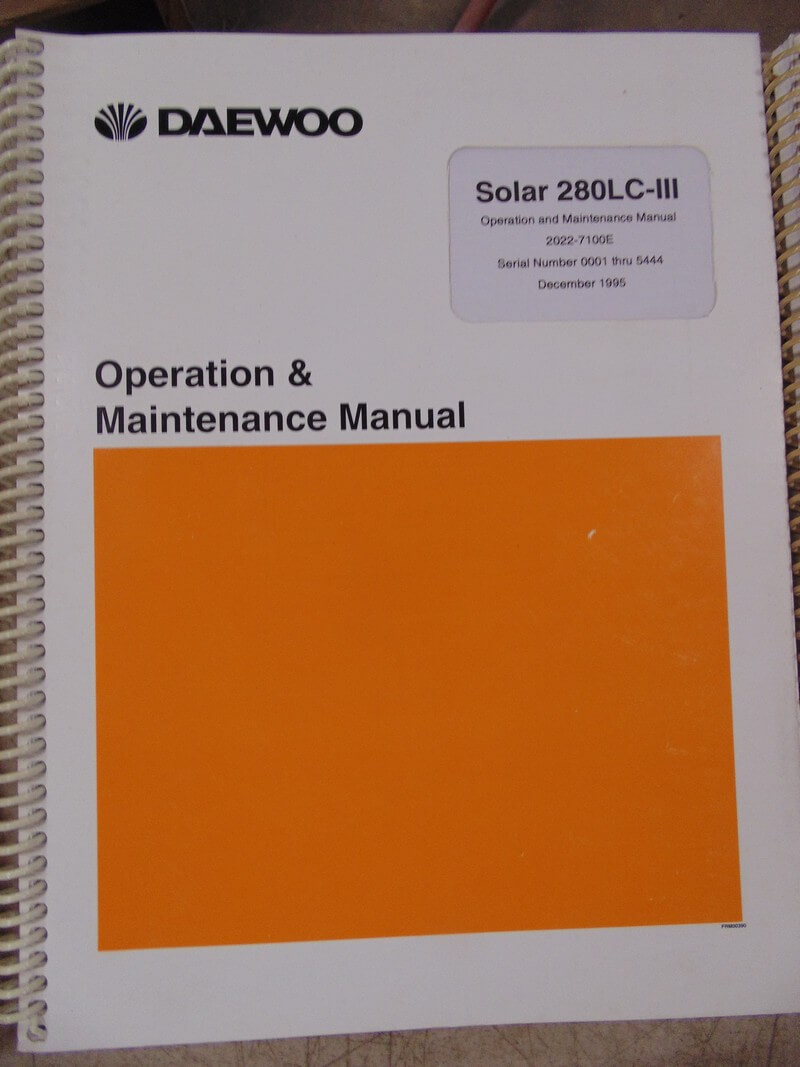 DAEWOO
Solar 280LC-III
Operation and Maintenance Manual
2022-7100E
Serial Number 0001 thru 5444
December 1995
Operation &
Maintenance Manual